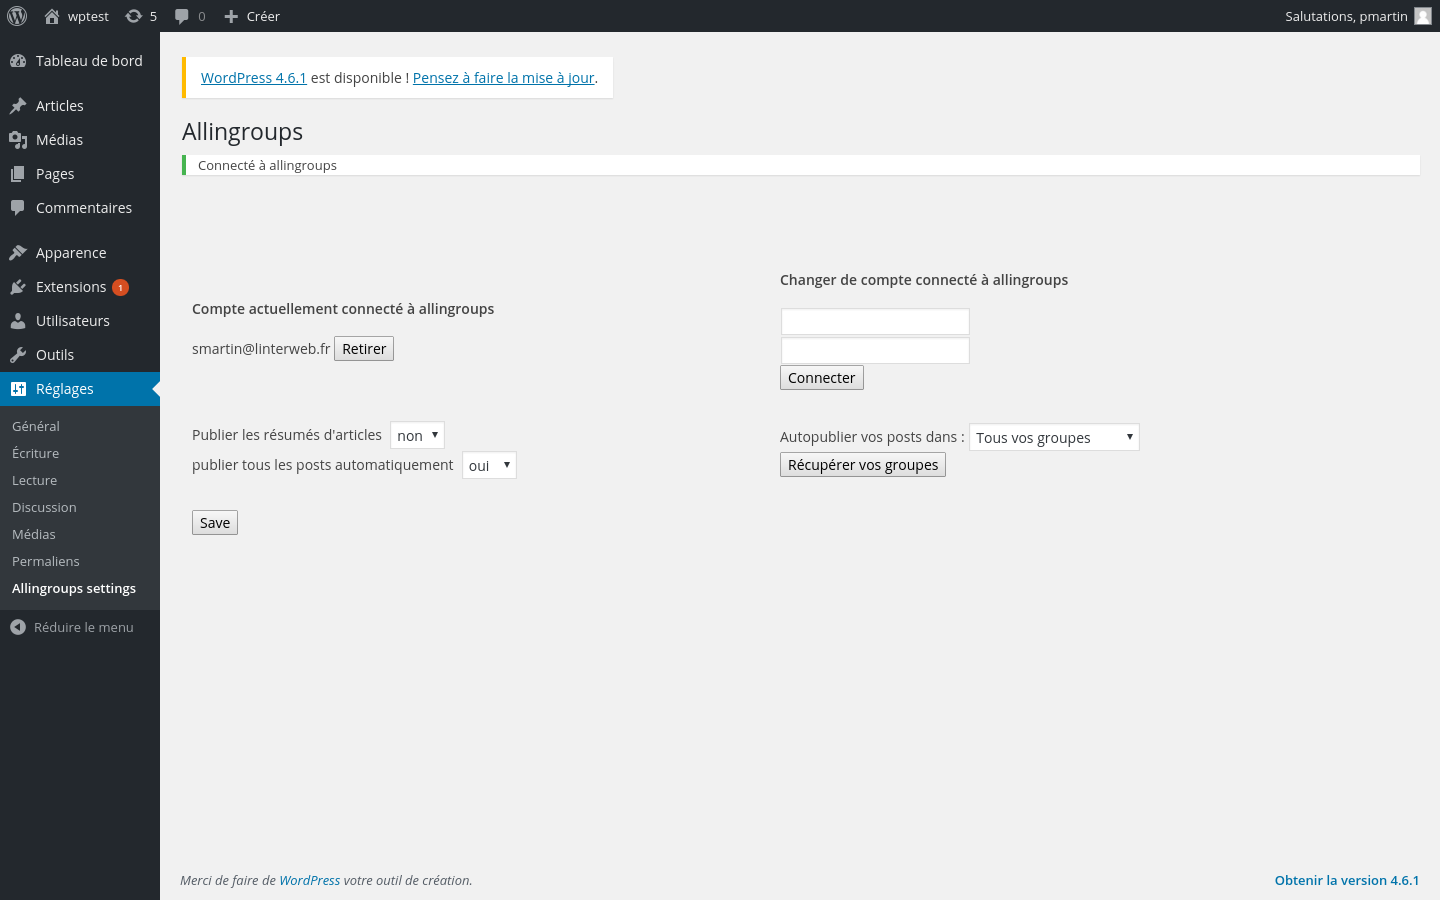 wptest 5 0 Créer Salutations, pmartin
Tableau de bord
Articles
Médias
Pages
Commentaires
Apparence
Extensions 1
Utilisateurs
Outils
Réglages
Général
Écriture
Lecture
Discussion
Médias
Permaliens
Allingroups settings
Réduire le menu
WordPress 4.6.1 est disponible ! Pensez à faire la mise à jour.
Allingroups
Connecté à allingroups
Compte actuellement connecté à allingroups
smartin@linterweb.fr Retirer
Publier les résumés d'articles non
publier tous les posts automatiquement oui
Save
Changer de compte connecté à allingroups
Connecter
Autopublier vos posts dans : Tous vos groupes
Récupérer vos groupes
Merci de faire de WordPress votre outil de création.
Obtenir la version 4.6.1